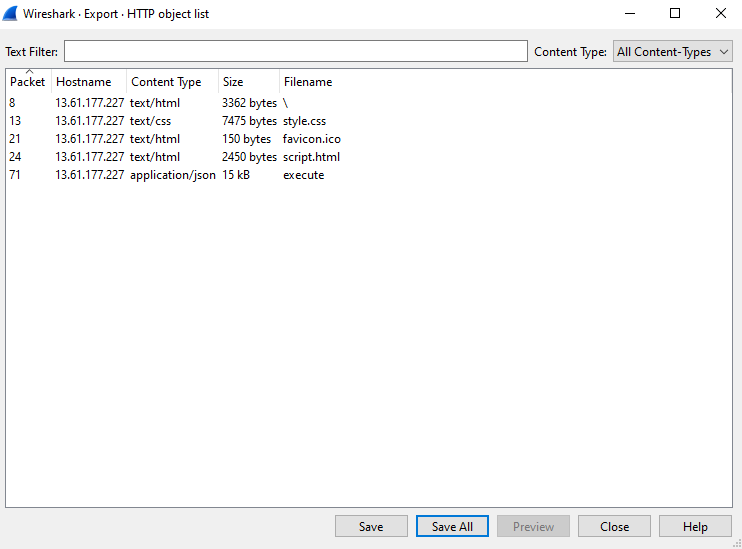 Wireshark · Export · HTTP object list
Text Filter: Content Type: All Content-Types
Packet Hostname Content Type Size Filename
8 13.61.177.227 text/html 3362 bytes \
13 13.61.177.227 text/css 7475 bytes style.css
21 13.61.177.227 text/html 150 bytes favicon.ico
24 13.61.177.227 text/html 2450 bytes script.html
71 13.61.177.227 application/json 15 kB execute
Save Save All Preview Close Help